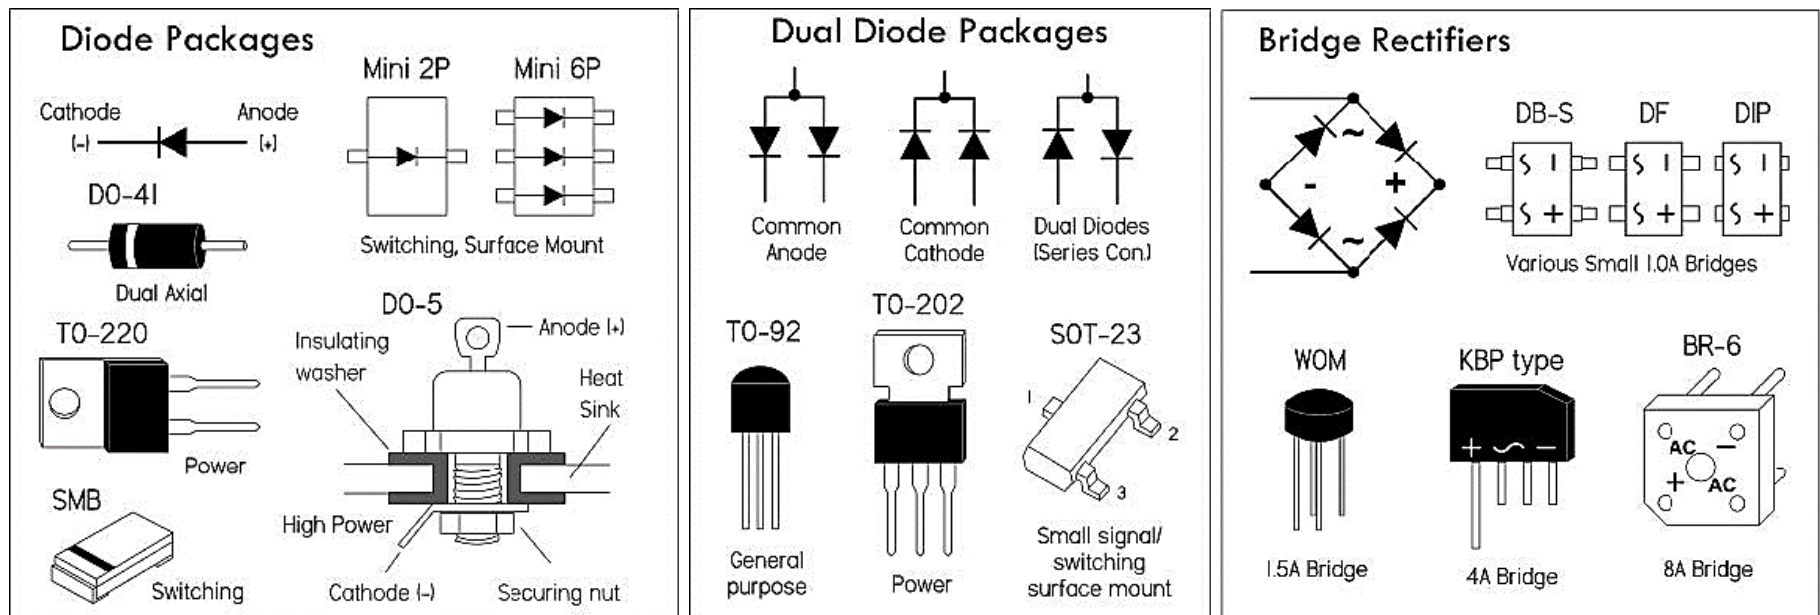 Diode Packages
Cathode
(-)
Anode
(+)
Mini 2P
Mini 6P
Switching, Surface Mount
DO-41
Dual Axial
TO-220
Power
SMB
Switching
DO-5
Anode (+)
Insulating
washer
Heat
Sink
High Power
Cathode (-)
Securing nut
Dual Diode Packages
Common
Anode
Common
Cathode
Dual Diodes
(Series Con.)
TO-92
General
purpose
TO-202
Power
SOT-23
1
2
3
Small signal/
switching
surface mount
Bridge Rectifiers
~
- +
~
DB-S
S -
S +
DF
S -
S +
DIP
S -
S +
Various Small 1.0A Bridges
WOM
1.5A Bridge
KBP type
+ ~ -
4A Bridge
BR-6
AC -
+ AC
8A Bridge